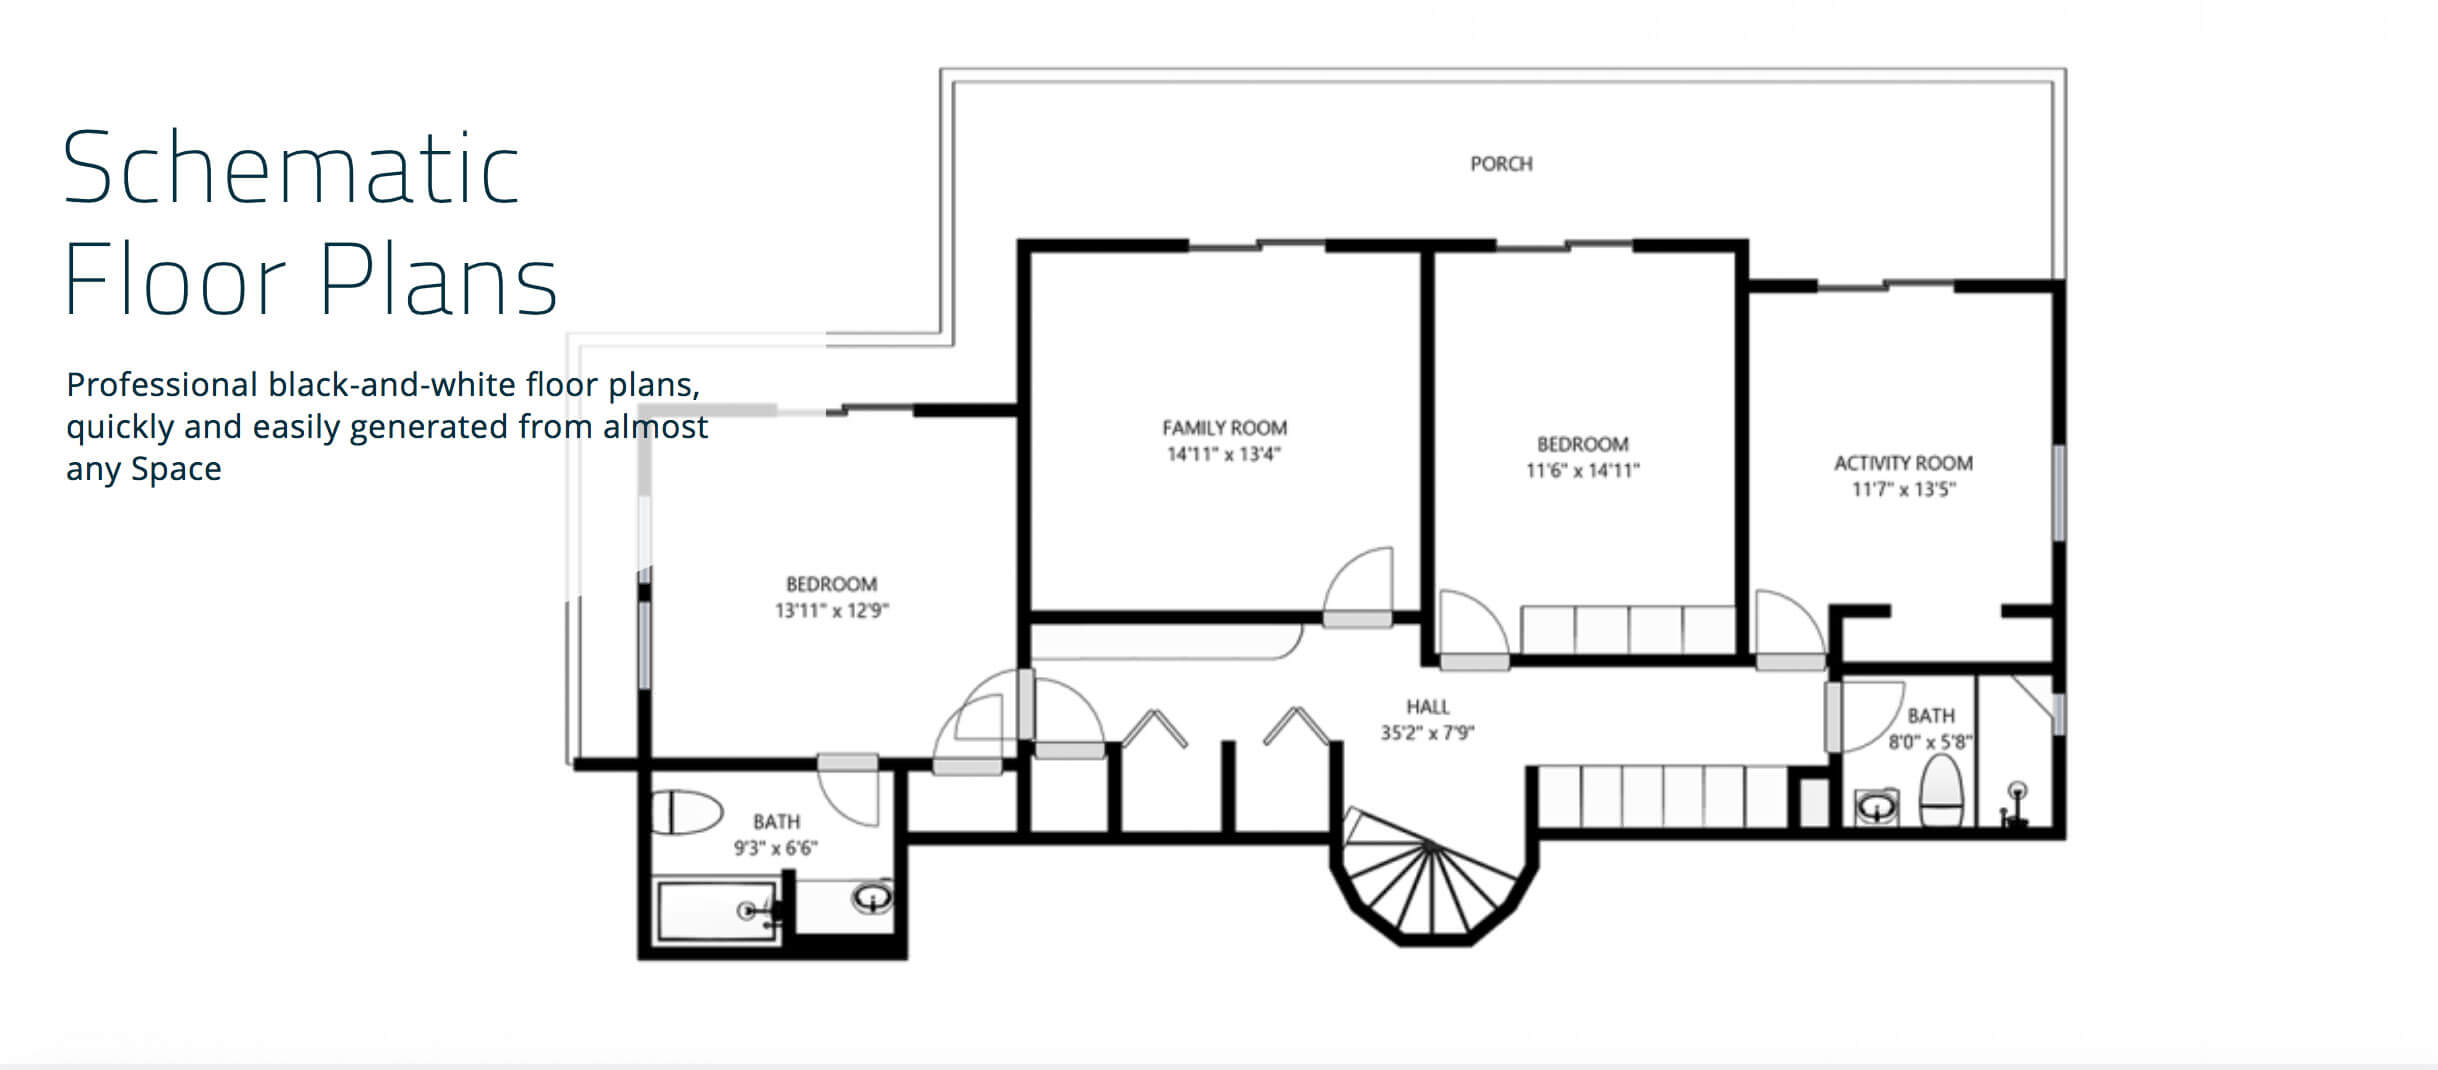 Schematic
Floor Plans
Professional black-and-white floor plans,
quickly and easily generated from almost
any Space
PORCH
FAMILY ROOM
14'11" x 13'4"
BEDROOM
11'6" x 14'11"
ACTIVITY ROOM
11'7" x 13'5"
BEDROOM
13'11" x 12'9"
HALL
35'2" x 7'9"
BATH
8'0" x 5'8"
BATH
9'3" x 6'6"